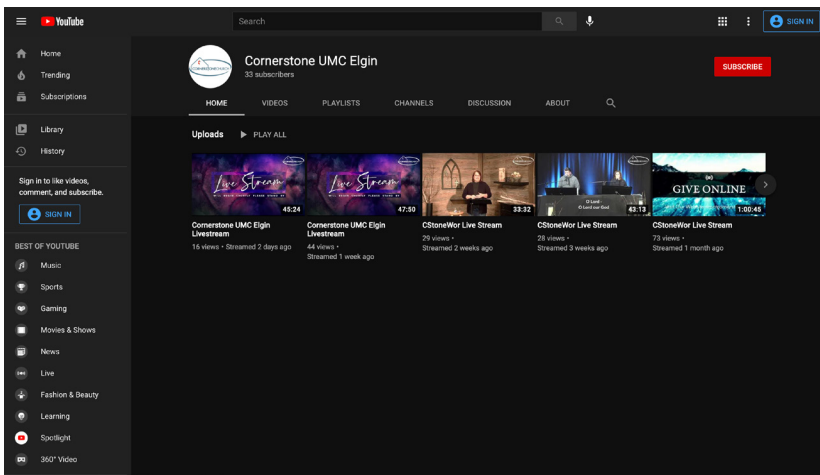 YouTube
Search
SIGN IN
Home
Trending
Subscriptions
Library
History
Sign in to like videos,
comment, and subscribe.
SIGN IN
BEST OF YOUTUBE
Music
Sports
Gaming
Movies & Shows
News
Live
Fashion & Beauty
Learning
Spotlight
360° Video
Cornerstone UMC Elgin
33 subscribers
SUBSCRIBE
HOME VIDEOS PLAYLISTS CHANNELS DISCUSSION ABOUT
Uploads PLAY ALL
Live Stream
45:24
Cornerstone UMC Elgin
Livestream
16 views • Streamed 2 days ago
Live Stream
47:50
Cornerstone UMC Elgin
Livestream
44 views •
Streamed 1 week ago
33:32
CStoneWor Live Stream
29 views •
Streamed 2 weeks ago
O Lord
O Lord our God
43:13
CStoneWor Live Stream
28 views •
Streamed 3 weeks ago
GIVE ONLINE
1:00:45
CStoneWor Live Stream
73 views •
Streamed 1 month ago